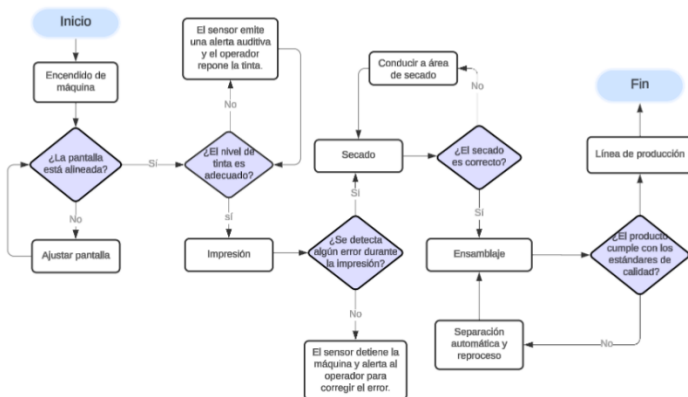 Inicio
Encendido de
máquina
¿La pantalla
está alineada?
Sí
No
Ajustar pantalla
El sensor emite
una alerta auditiva
y el operador
repone la tinta.
No
¿El nivel de
tinta es
adecuado?
sí
Impresión
¿Se detecta
algún error durante
la impresión?
Sí
No
El sensor detiene la
máquina y alerta al
operador para
corregir el error.
Conducir a área
de secado
No
Secado
¿El secado
es correcto?
Sí
Ensamblaje
Separación
automática y
reproceso
No
¿El producto
cumple con los
estándares de
calidad?
Línea de producción
Fin